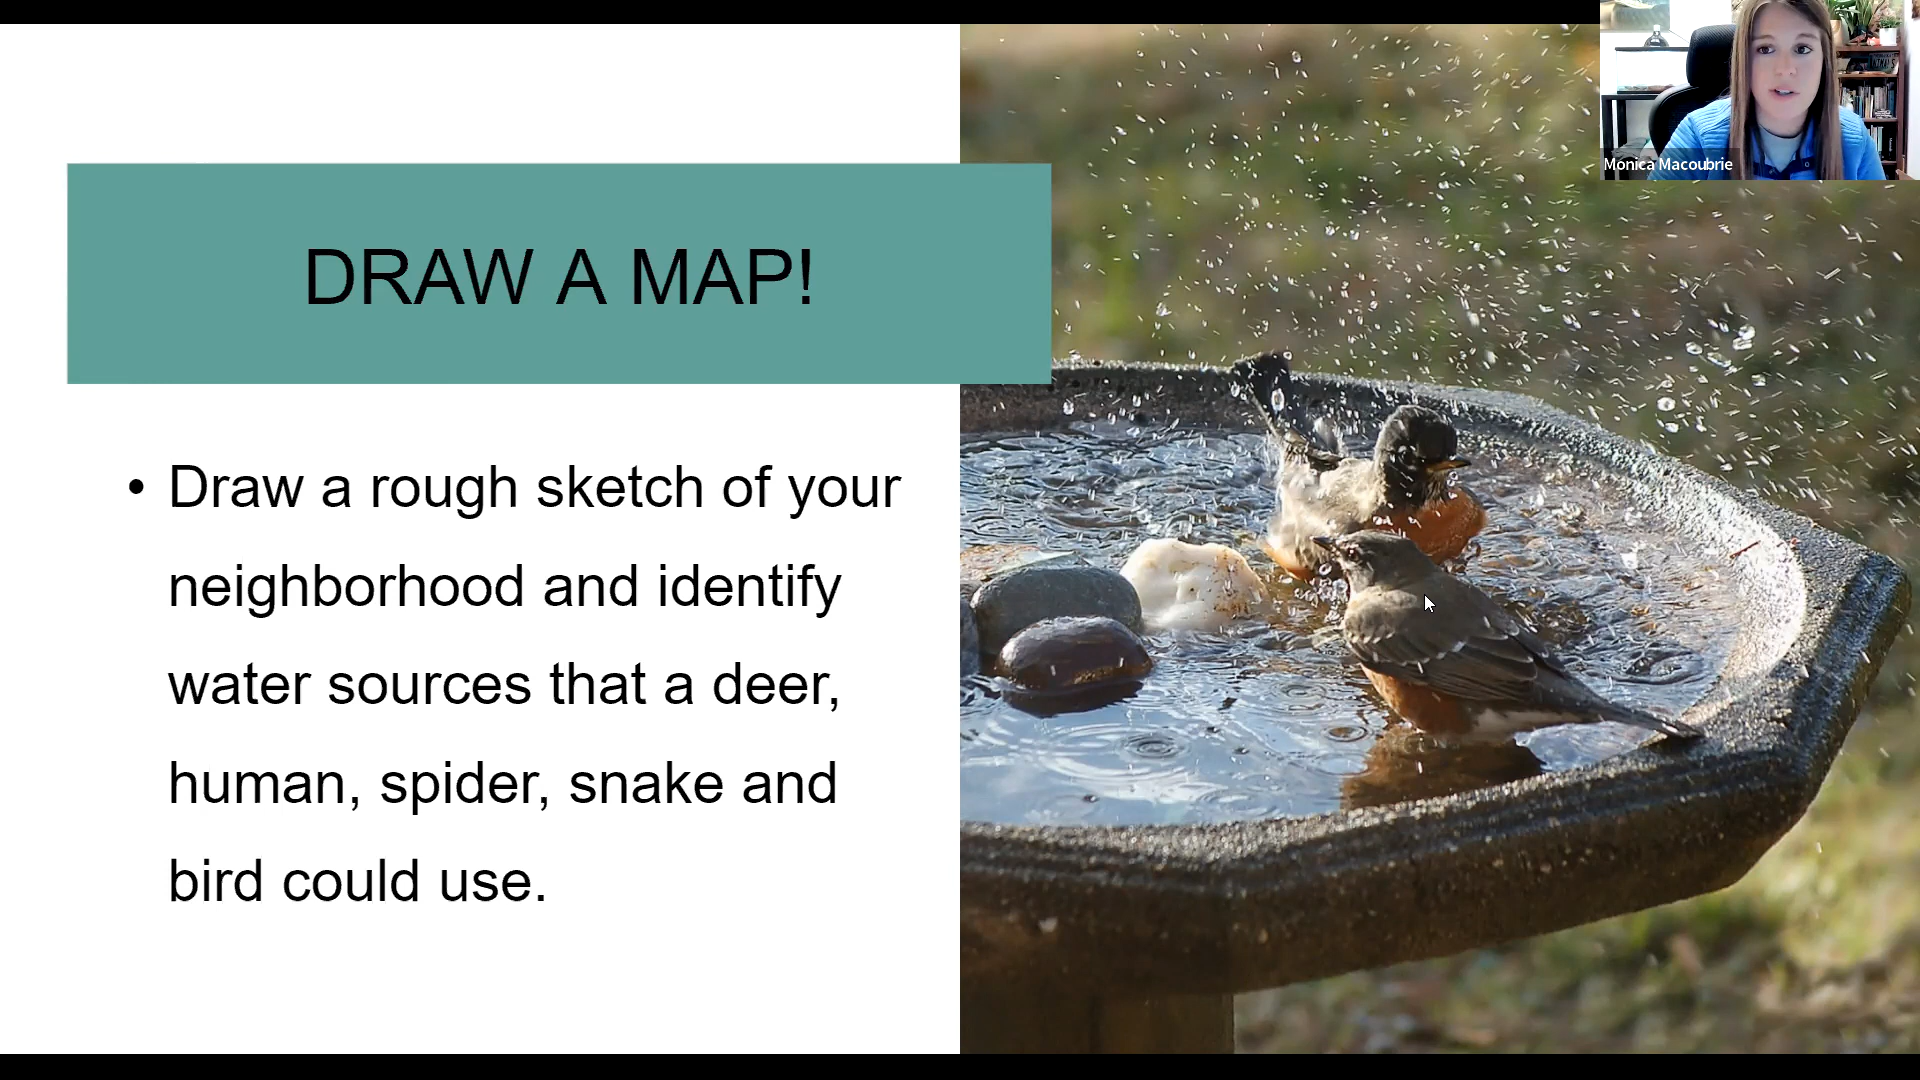 Monica Macoubrie
DRAW A MAP!
• Draw a rough sketch of your
neighborhood and identify
water sources that a deer,
human, spider, snake and
bird could use.